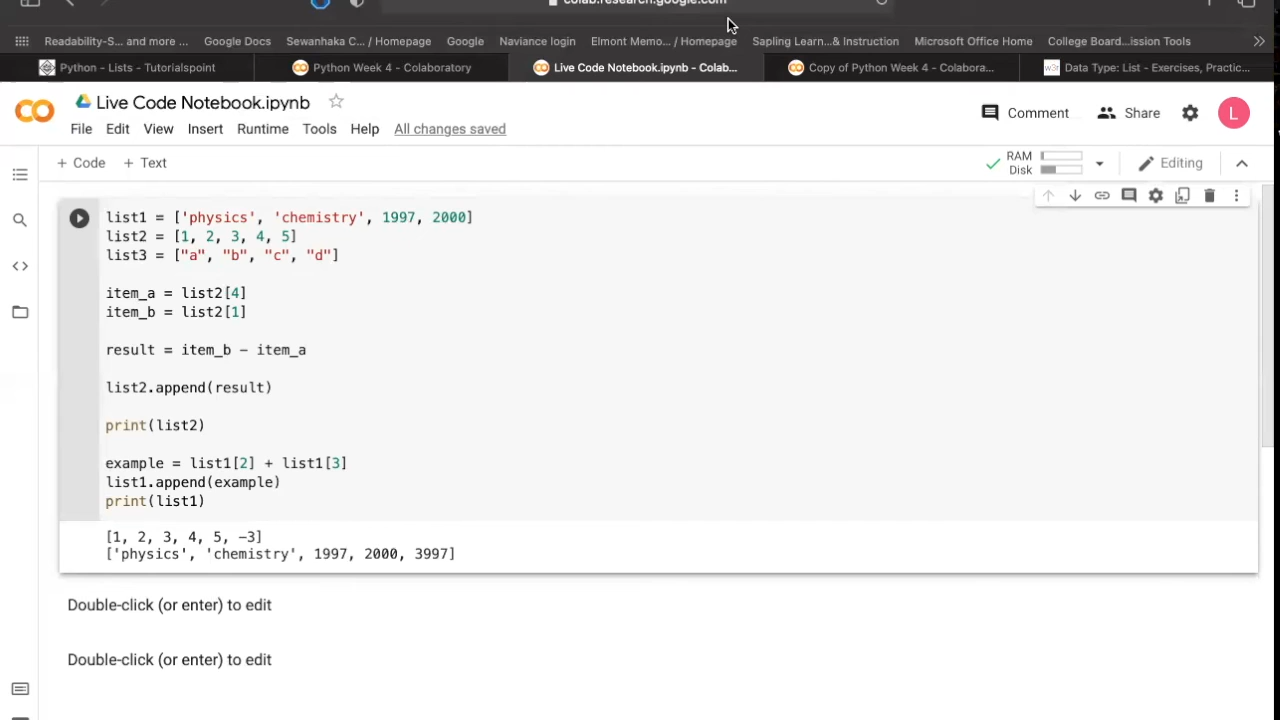 colab.research.google.com
Readability-S... and more ... Google Docs Sewanhaka C... / Homepage Google Naviance login Elmont Memo... / Homepage Sapling Learn...& Instruction Microsoft Office Home College Board...ission Tools
Python - Lists - Tutorialspoint Python Week 4 - Colaboratory Live Code Notebook.ipynb - Colab... Copy of Python Week 4 - Colabora... w3r Data Type: List - Exercises, Practic...
CO Live Code Notebook.ipynb
Comment Share L
File Edit View Insert Runtime Tools Help All changes saved
+ Code + Text
RAM
Disk
Editing
list1 = ['physics', 'chemistry', 1997, 2000]
list2 = [1, 2, 3, 4, 5]
list3 = ["a", "b", "c", "d"]
item_a = list2[4]
item_b = list2[1]
result = item_b - item_a
list2.append(result)
print(list2)
example = list1[2] + list1[3]
list1.append(example)
print(list1)
[1, 2, 3, 4, 5, -3]
['physics', 'chemistry', 1997, 2000, 3997]
Double-click (or enter) to edit
Double-click (or enter) to edit